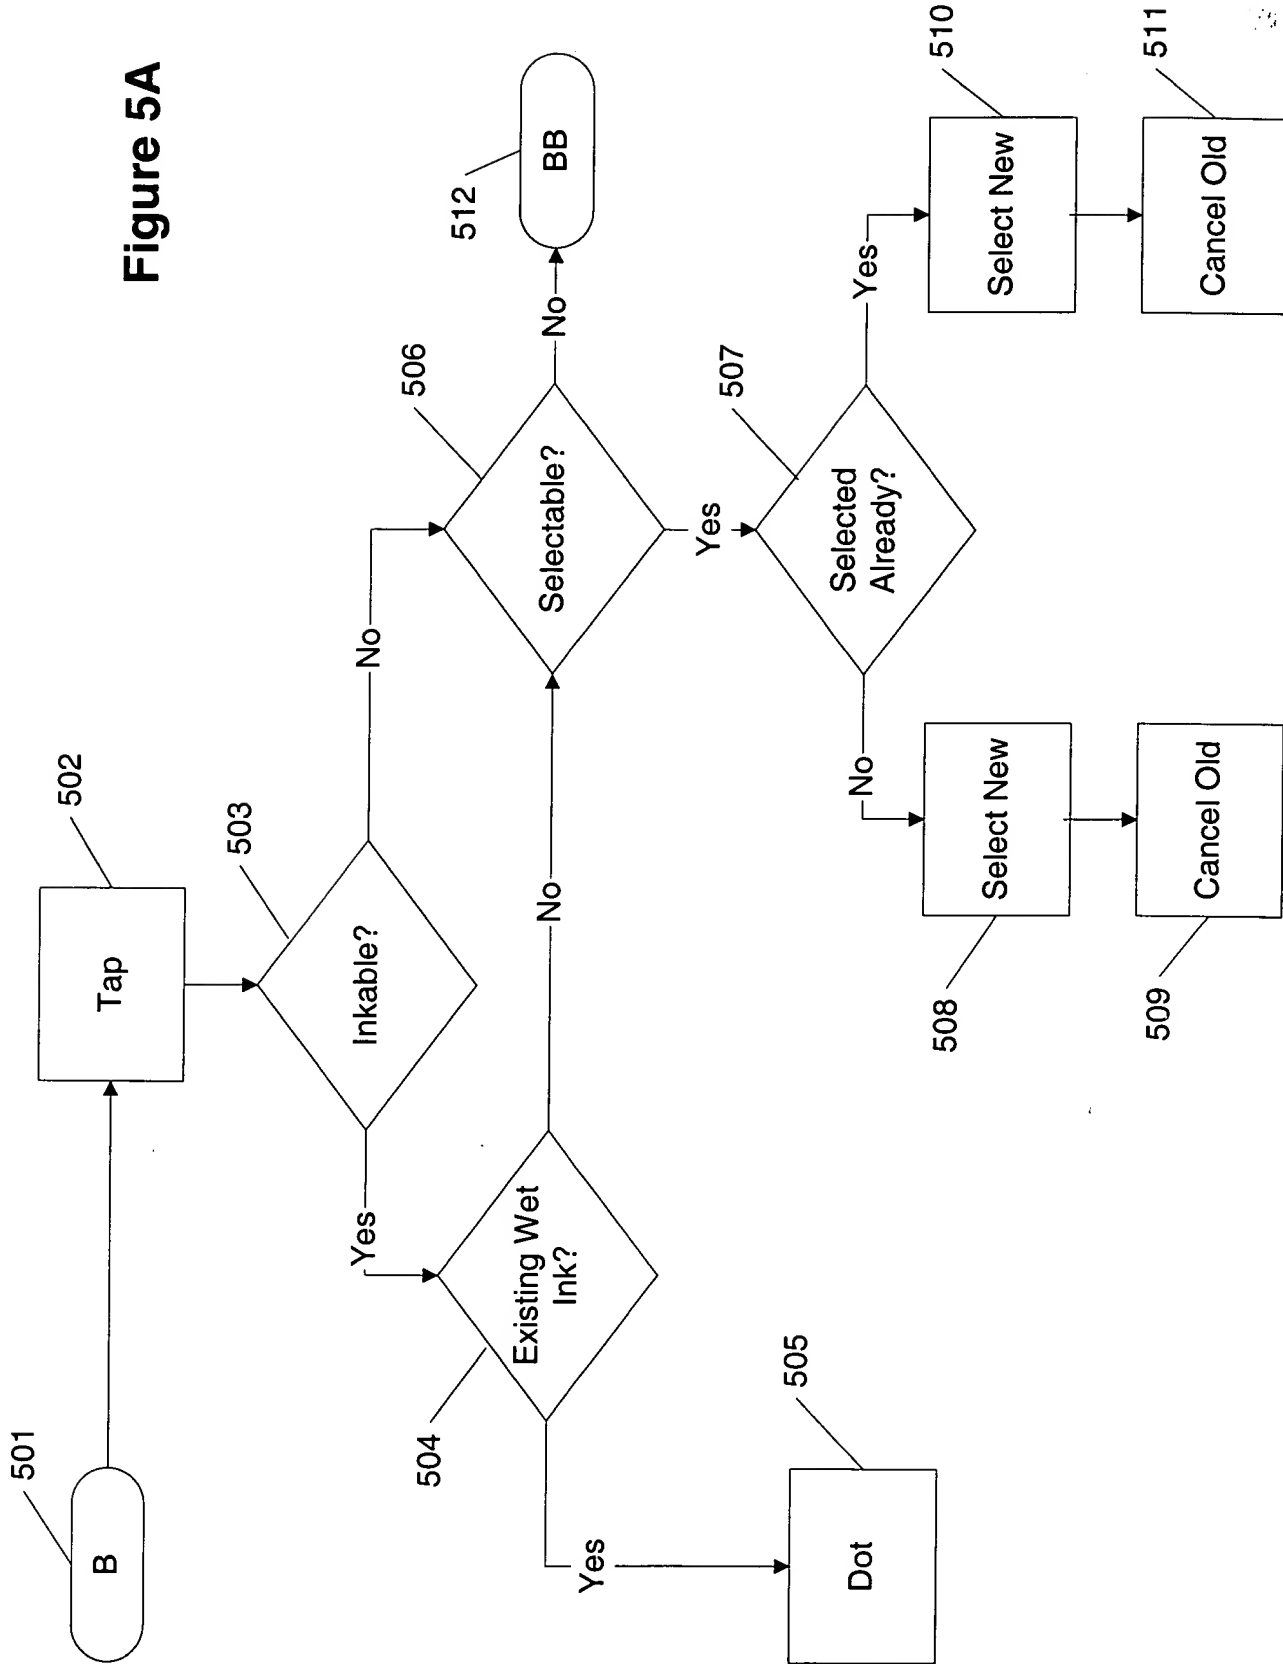 Figure 5A
501
B
502
Tap
503
Inkable?
Yes
No
504
Existing Wet
Ink?
Yes
No
505
Dot
506
Selectable?
No
512
BB
Yes
507
Selected
Already?
No
Yes
508
Select New
509
Cancel Old
510
Select New
511
Cancel Old